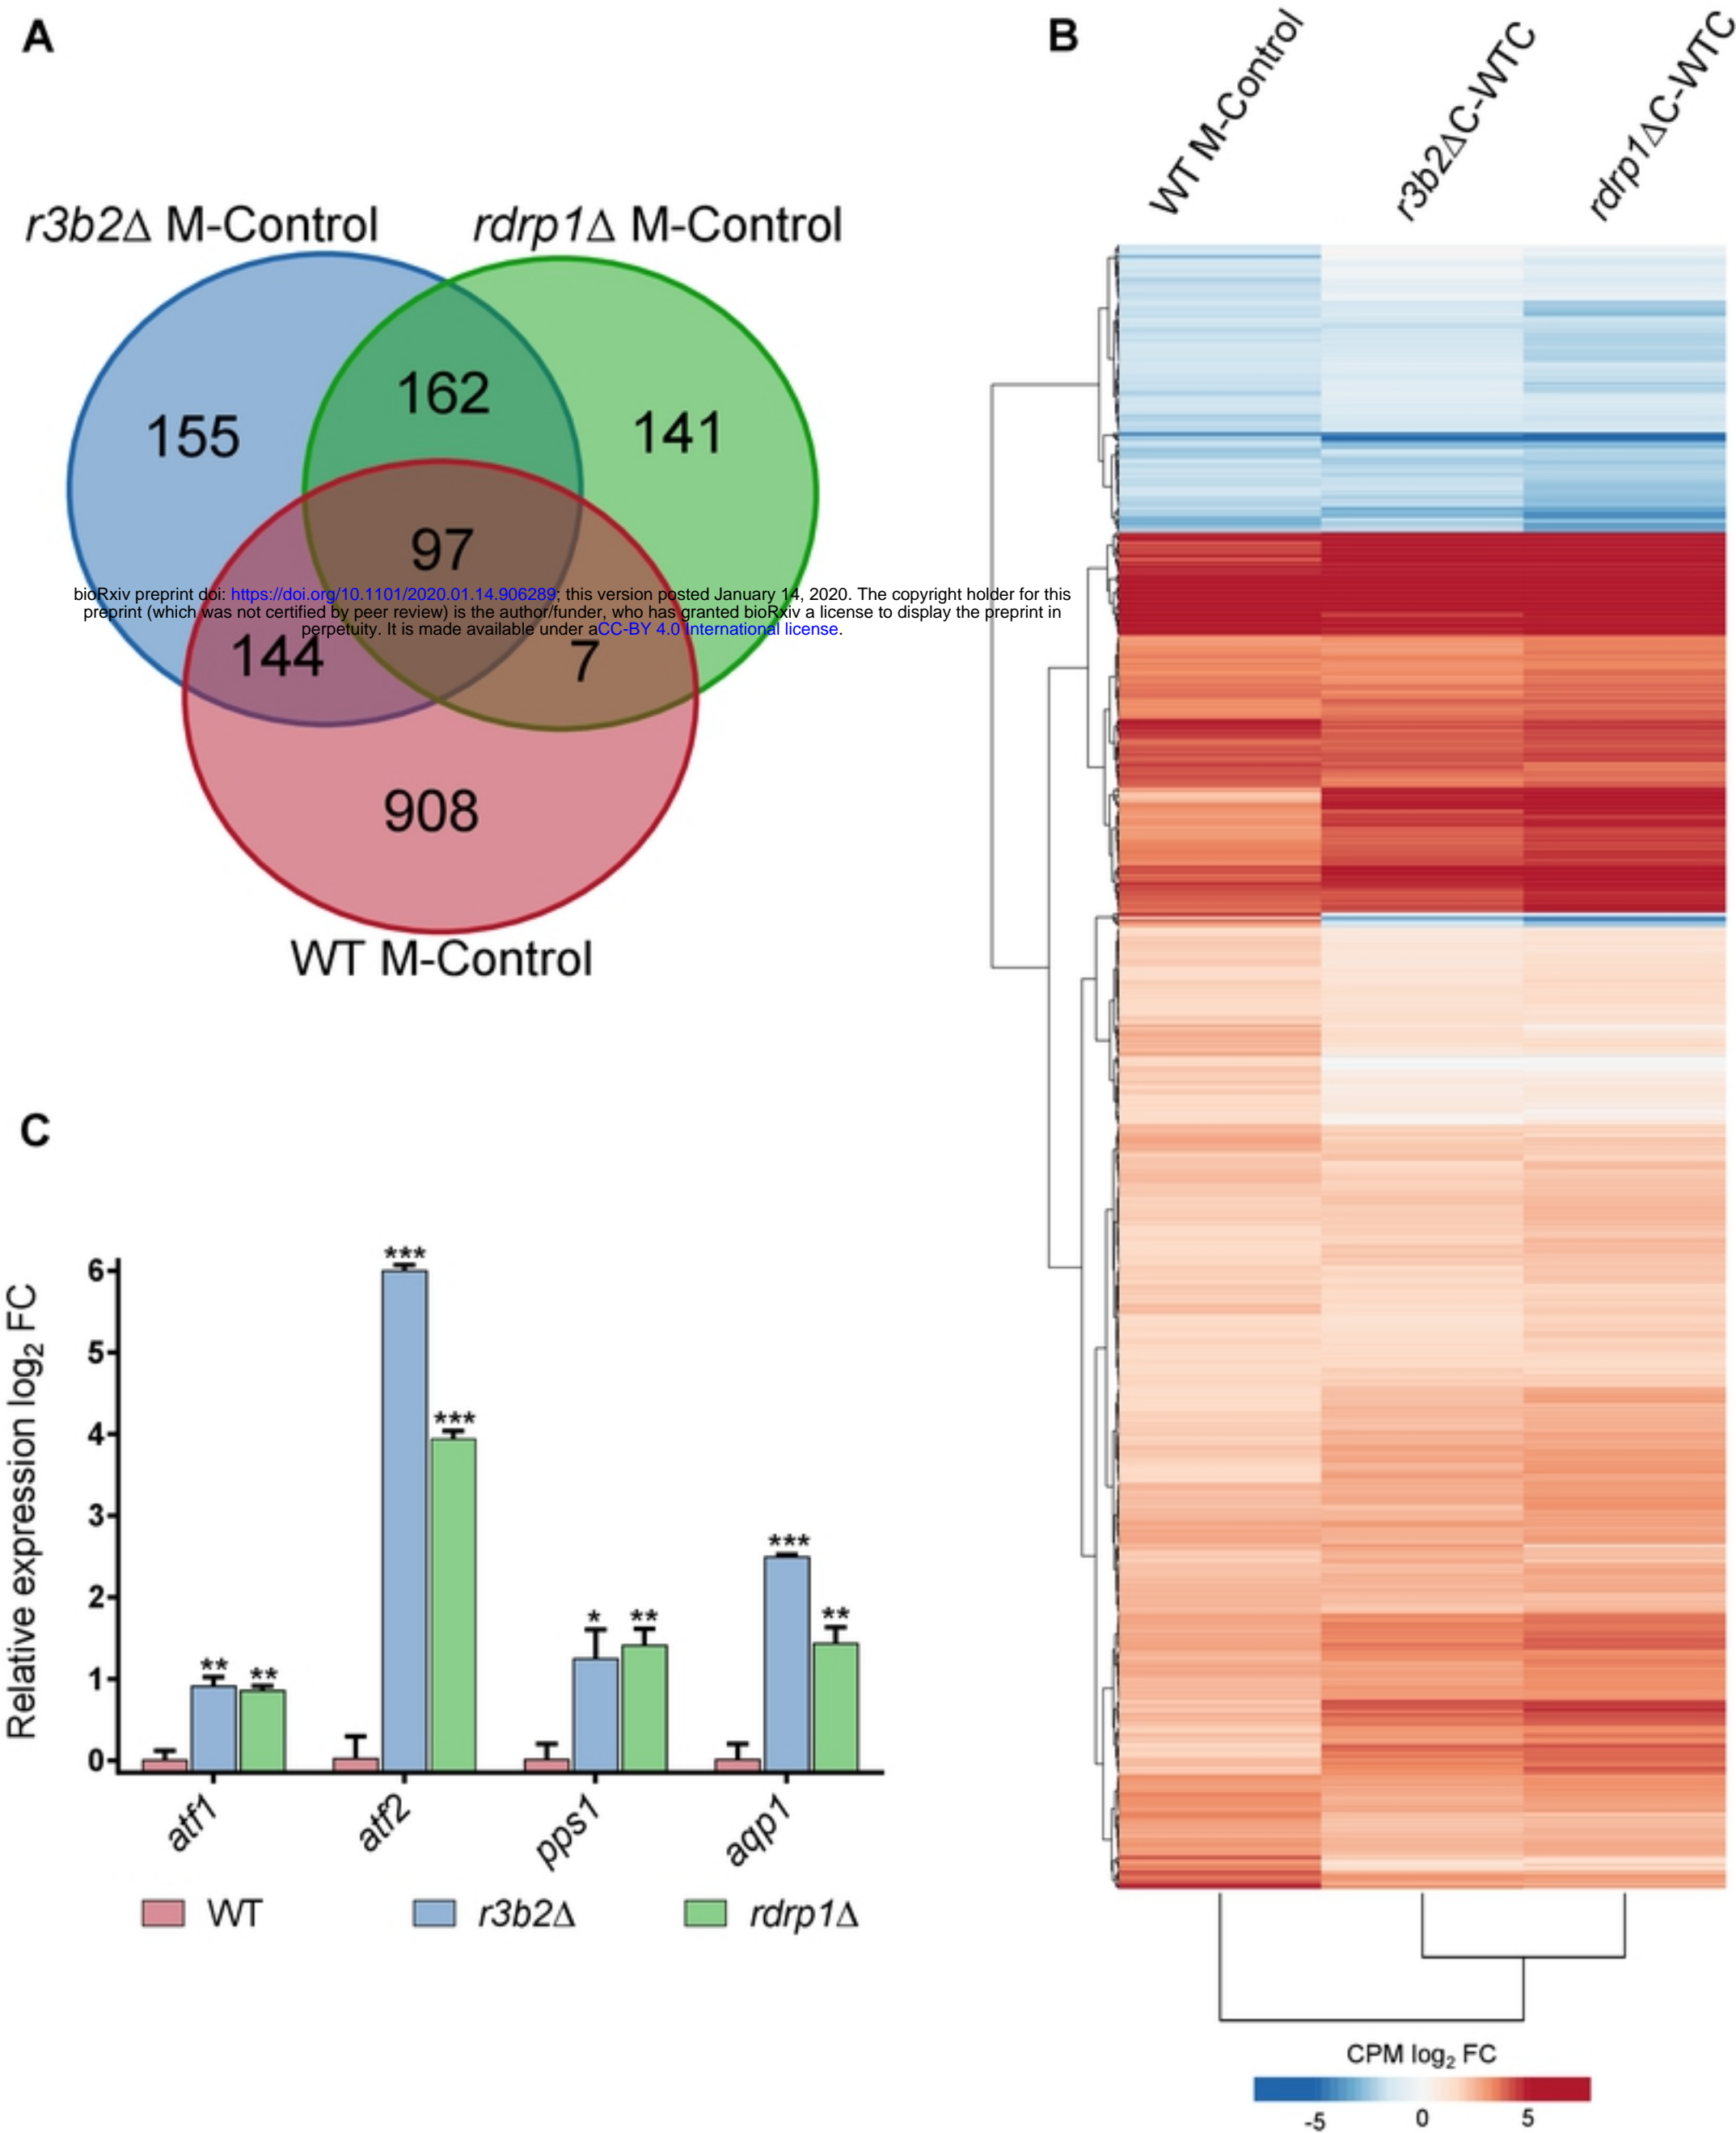 A
r3b2Δ M-Control
rdrp1Δ M-Control
155
162
141
97
bioRxiv preprint doi: https://doi.org/10.1101/2020.01.14.906289; this version posted January 14, 2020. The copyright holder for this
preprint (which was not certified by peer review) is the author/funder, who has granted bioRxiv a license to display the preprint in
perpetuity. It is made available under aCC-BY 4.0 International license.
144
7
908
WT M-Control
B
WT M-Control
r3b2ΔC-WTC
rdrp1ΔC-WTC
CPM log₂ FC
-5 0 5
C
Relative expression log₂ FC
6
5
4
3
2
1
0
** **
*** ***
* **
*** **
atf1 atf2 pps1 aqp1
WT r3b2Δ rdrp1Δ